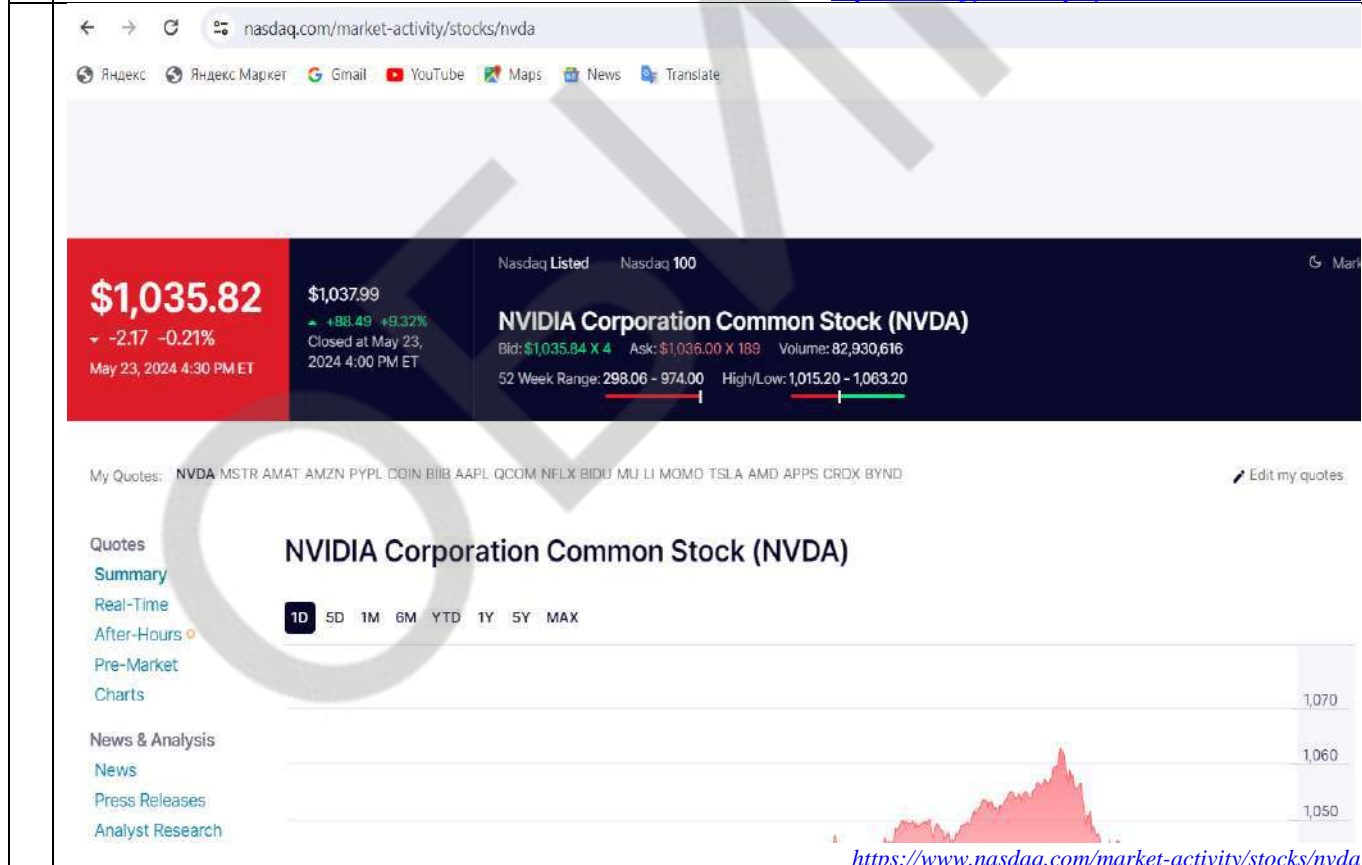 nasdaq.com/market-activity/stocks/nvda
Яндекс Яндекс Маркет Gmail YouTube Maps News Translate
Nasdaq Listed Nasdaq 100
$1,035.82
-2.17 -0.21%
May 23, 2024 4:30 PM ET
$1,037.99
+88.49 +9.32%
Closed at May 23,
2024 4:00 PM ET
NVIDIA Corporation Common Stock (NVDA)
Bid: $1,035.84 X 4 Ask: $1,036.00 X 189 Volume: 82,930,616
52 Week Range: 298.06 - 974.00 High/Low: 1,015.20 - 1,063.20
My Quotes: NVDA MSTR AMAT AMZN PYPL COIN BIIB AAPL QCOM NFLX BIDU MU LI MOMO TSLA AMD APPS CROX BYND Edit my quotes
Quotes
Summary
Real-Time
After-Hours
Pre-Market
Charts
News & Analysis
News
Press Releases
Analyst Research
NVIDIA Corporation Common Stock (NVDA)
1D 5D 1M 6M YTD 1Y 5Y MAX
1,070
1,060
1,050
https://www.nasdaq.com/market-activity/stocks/nvda